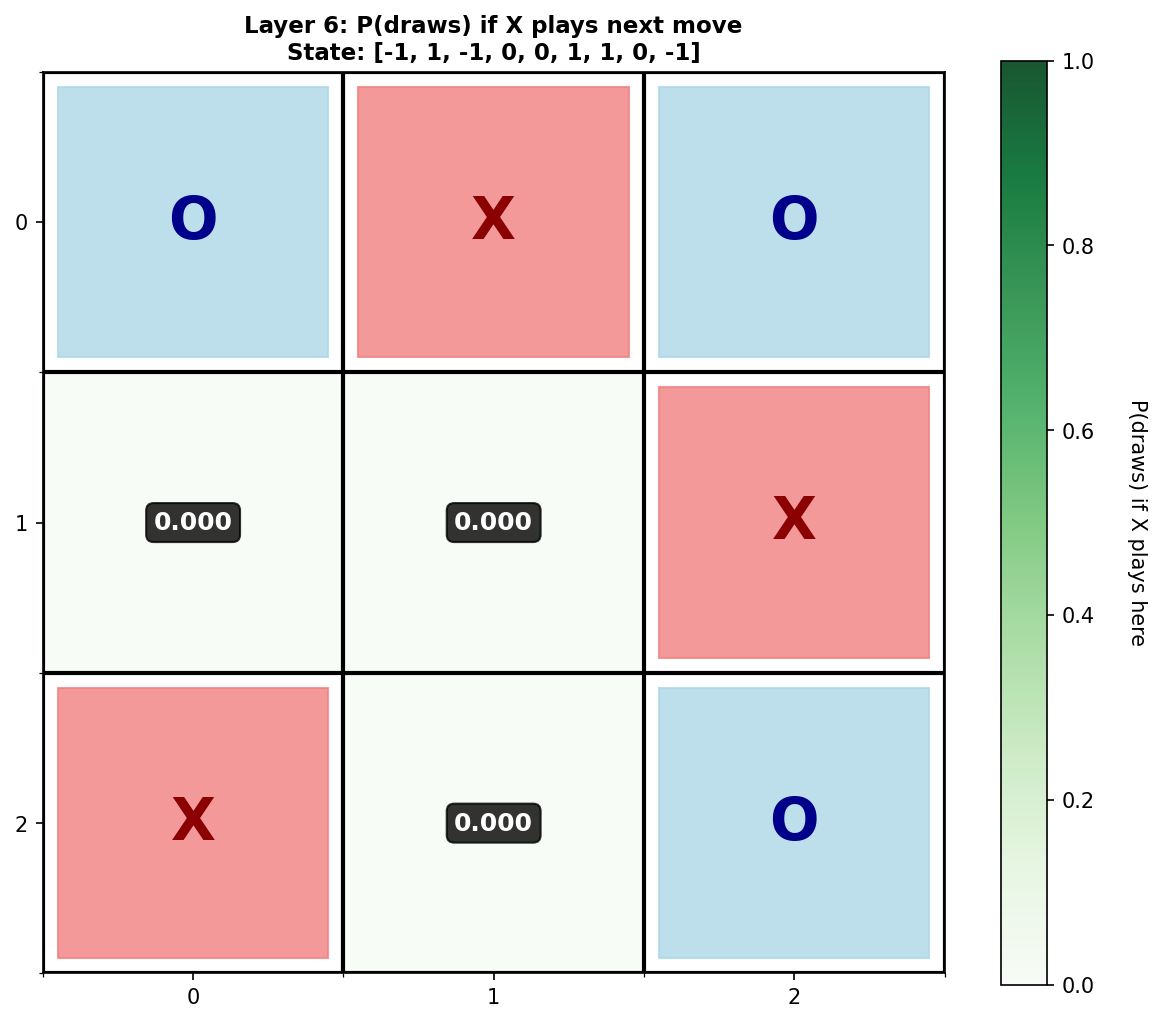 Layer 6: P(draws) if X plays next move
State: [-1, 1, -1, 0, 0, 1, 1, 0, -1]
O
X
O
0.000
0.000
X
X
0.000
O
0
1
2
0
1
2
1.0
0.8
0.6
0.4
0.2
0.0
P(draws) if X plays here